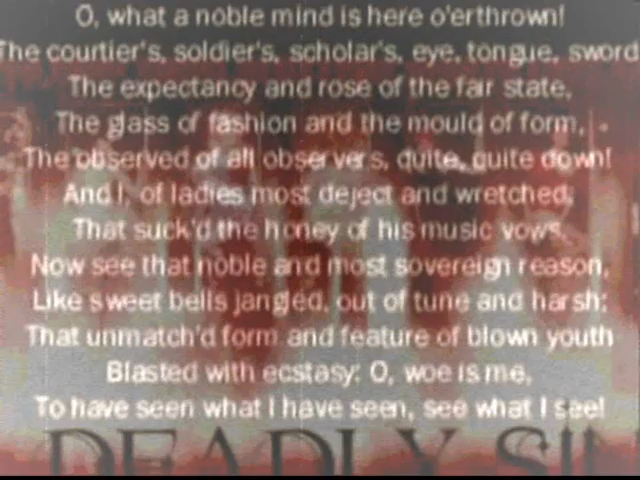 O, what a noble mind is here o'erthrown!
The courtier's, soldier's, scholar's, eye, tongue, sword
The expectancy and rose of the fair state,
The glass of fashion and the mould of form,
The observed of all observers, quite, quite down!
And I, of ladies most deject and wretched,
That suck'd the honey of his music vows,
Now see that noble and most sovereign reason,
Like sweet bells jangled, out of tune and harsh;
That unmatch'd form and feature of blown youth
Blasted with ecstasy: O, woe is me,
To have seen what I have seen, see what I see!
DEADLY SIN